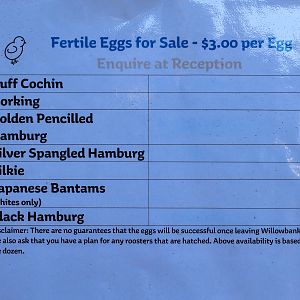 Fertile Eggs for Sale - $3.00 per Egg
Enquire at Reception
uff Cochin
orking
olden Pencilled
amburg
ilver Spangled Hamburg
ilkie
apanese Bantams
hites only)
lack Hamburg
sclaimer: There are no guarantees that the eggs will be successful once leaving Willowbank
e also ask that you have a plan for any roosters that are hatched. Above availability is based
e dozen.